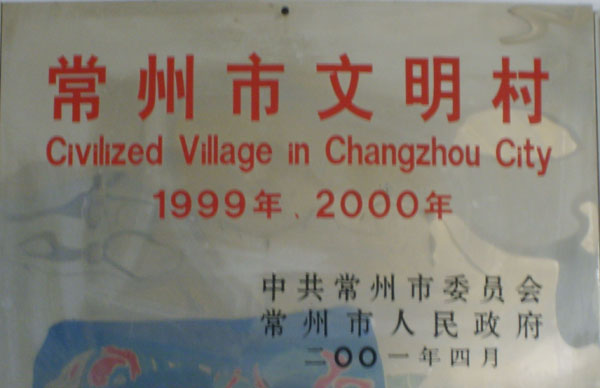 常州市文明村
Civilized Village in Changzhou City
1999年、2000年
中共常州市委员会
常州市人民政府
二OO一年四月